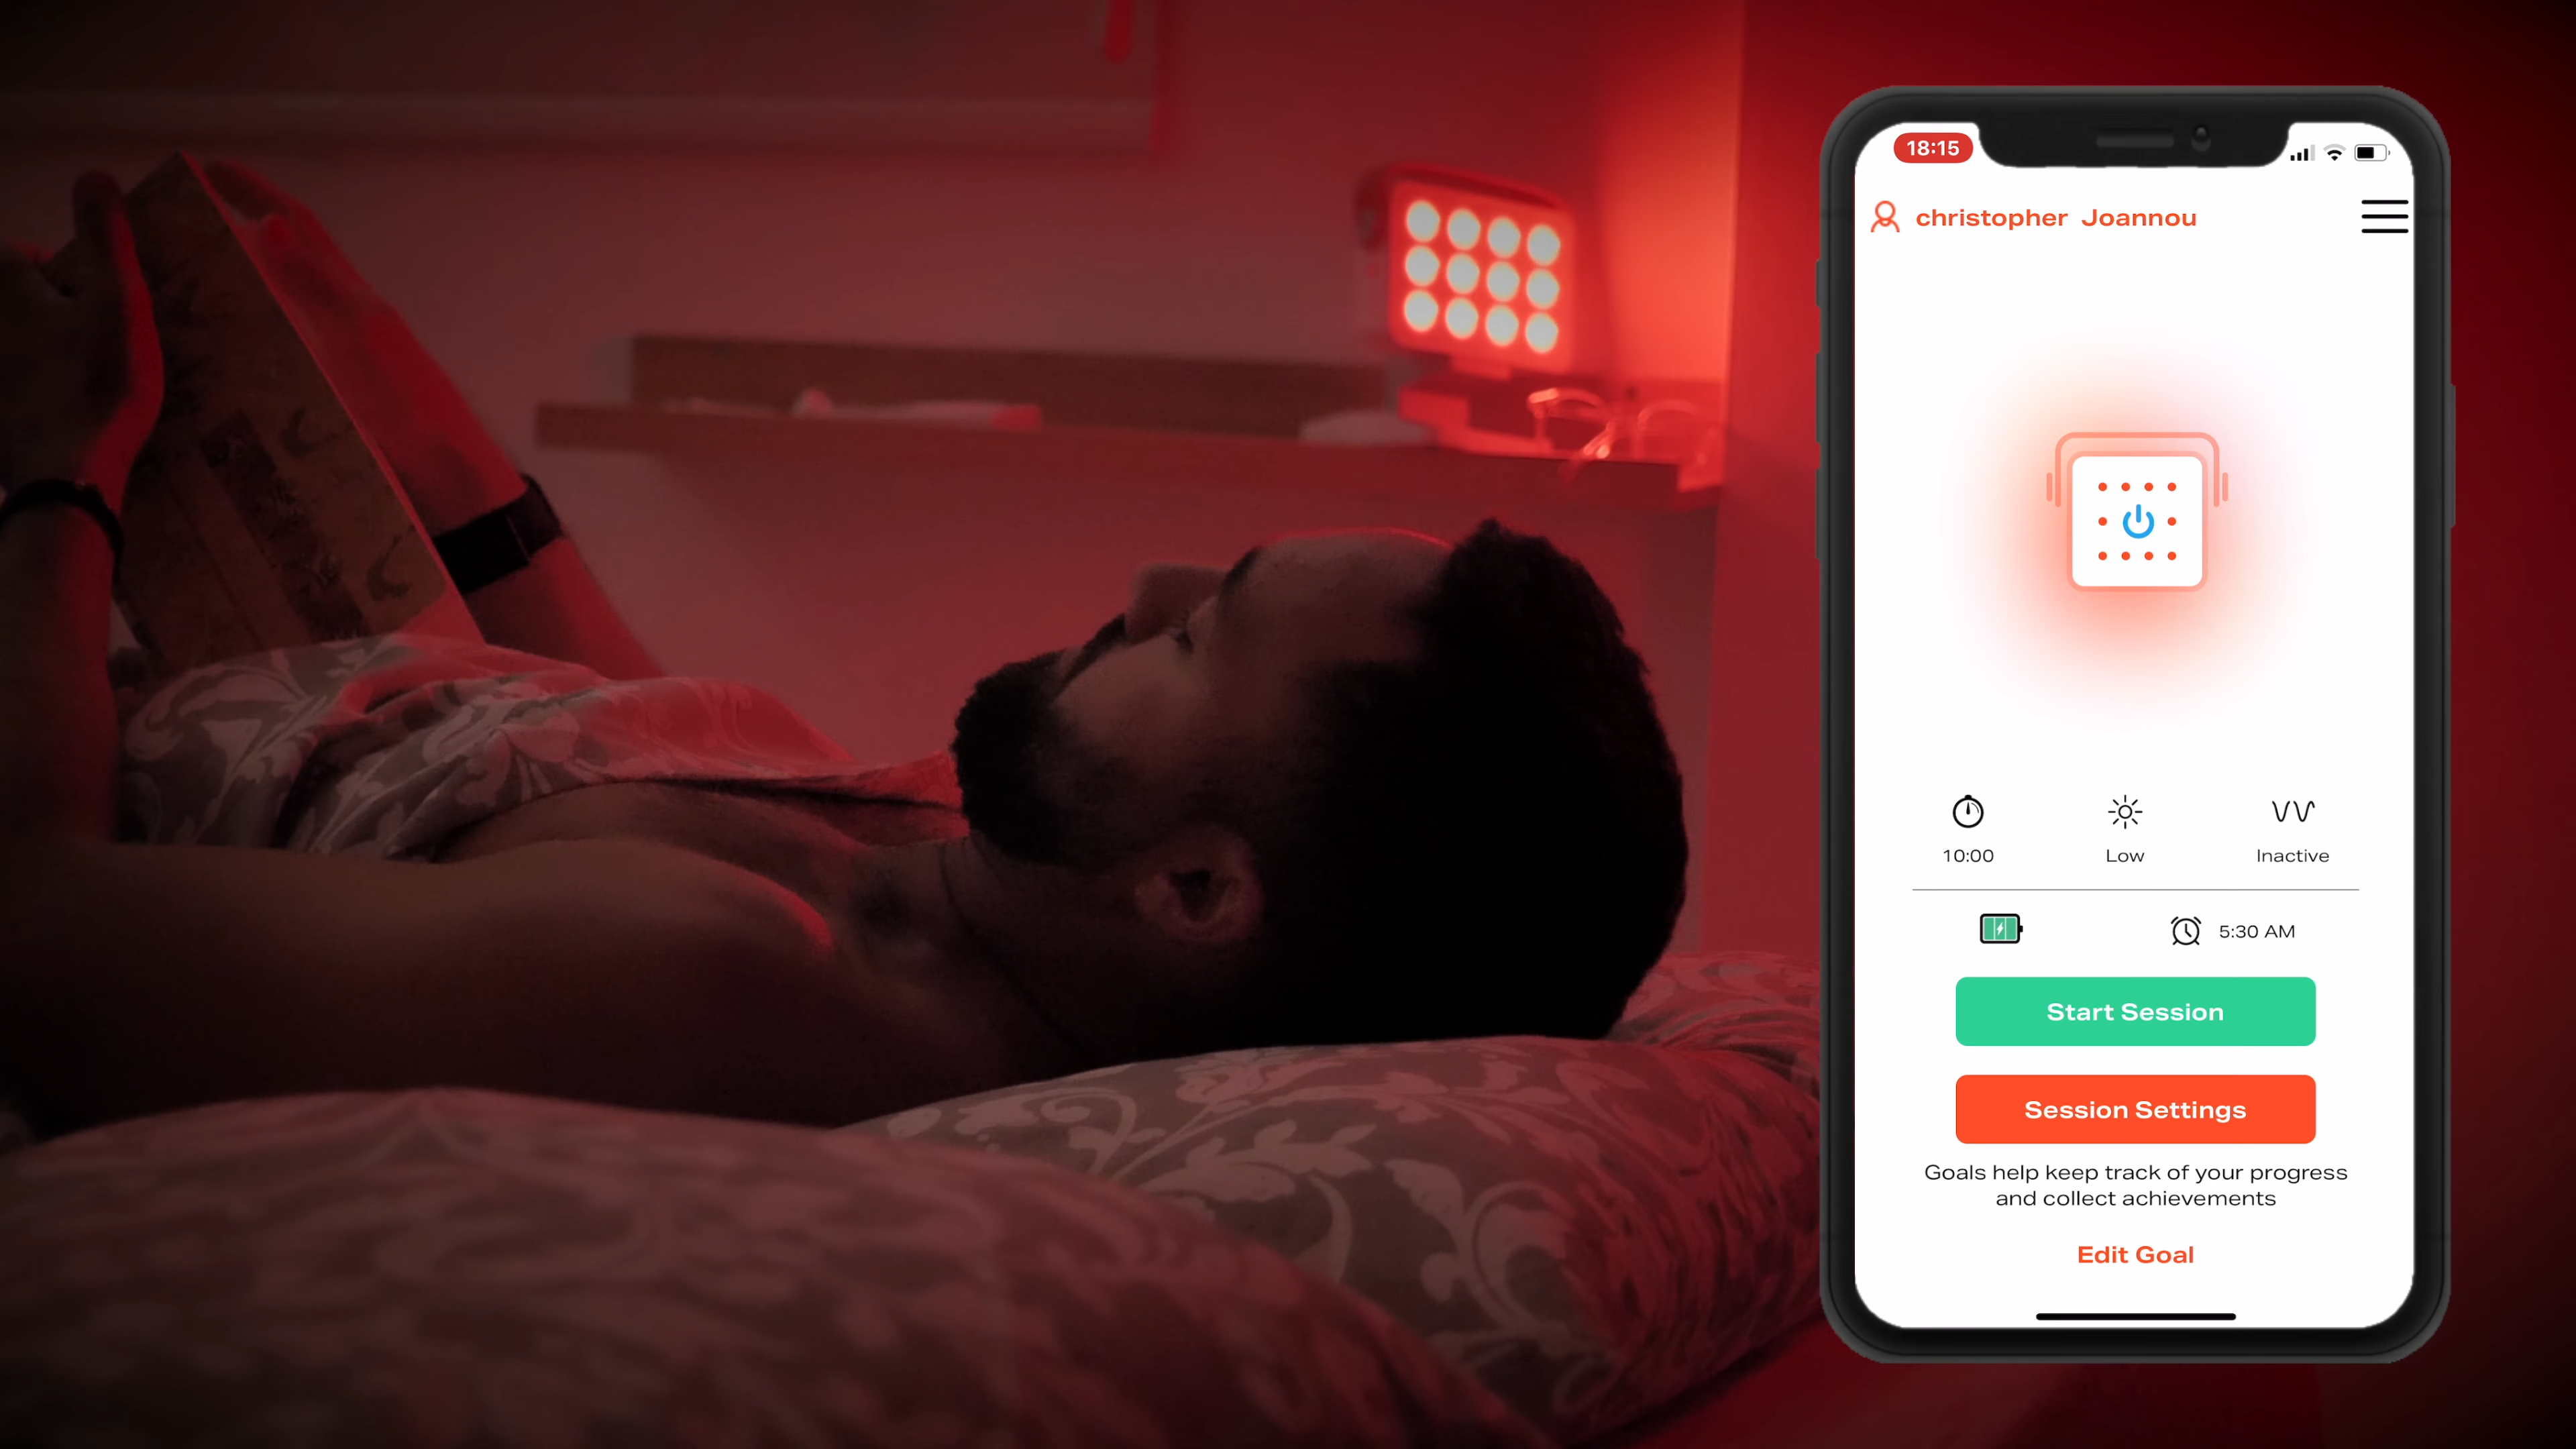 18:15
christopher Joannou
10:00
Low
Inactive
5:30 AM
Start Session
Session Settings
Goals help keep track of your progress
and collect achievements
Edit Goal